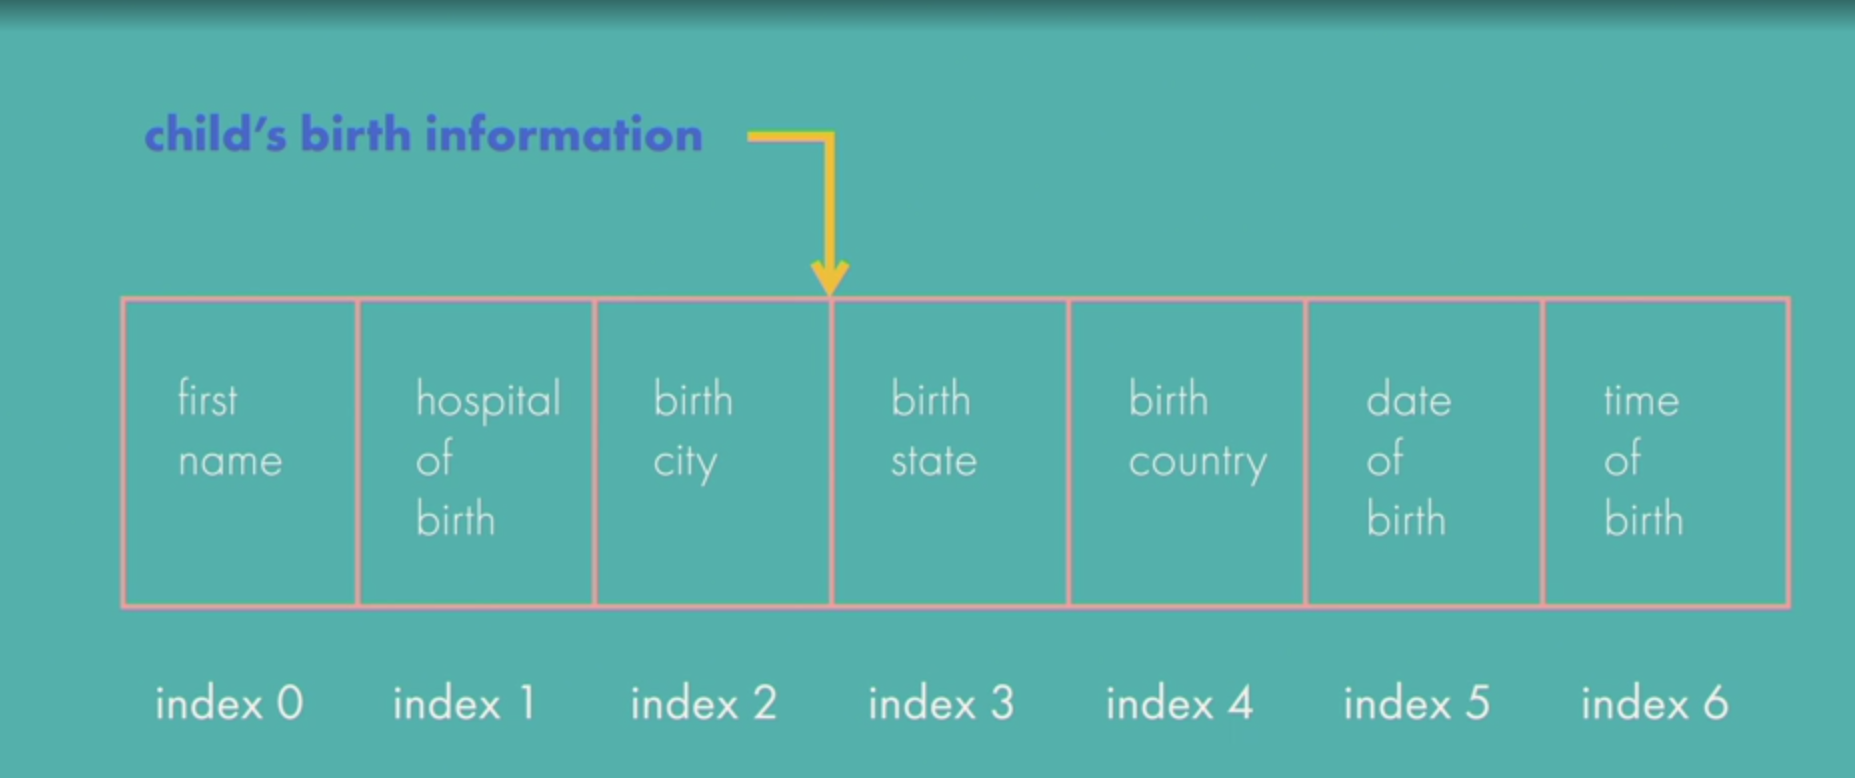 child's birth information
first
name
hospital
of
birth
birth
city
birth
state
birth
country
date
of
birth
time
of
birth
index 0
index 1
index 2
index 3
index 4
index 5
index 6